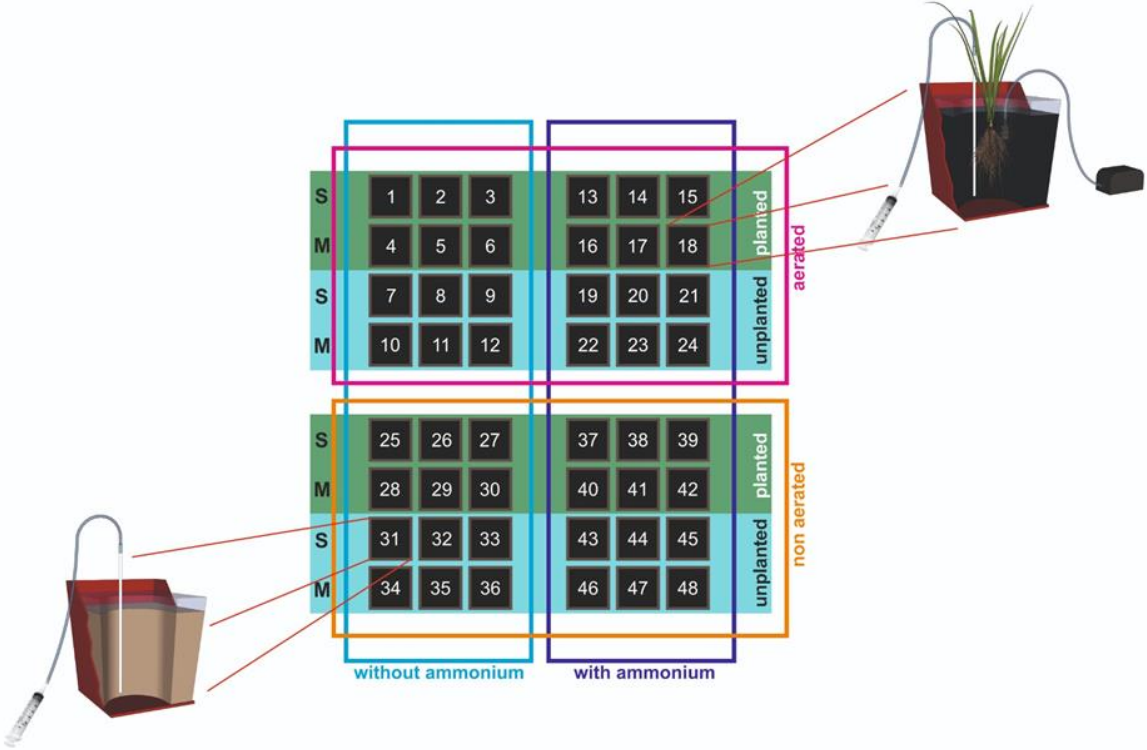 S 1 2 3 13 14 15
M 4 5 6 16 17 18
planted
S 7 8 9 19 20 21
M 10 11 12 22 23 24
unplanted
aerated
S 25 26 27 37 38 39
M 28 29 30 40 41 42
planted
S 31 32 33 43 44 45
M 34 35 36 46 47 48
unplanted
non aerated
without ammonium
with ammonium